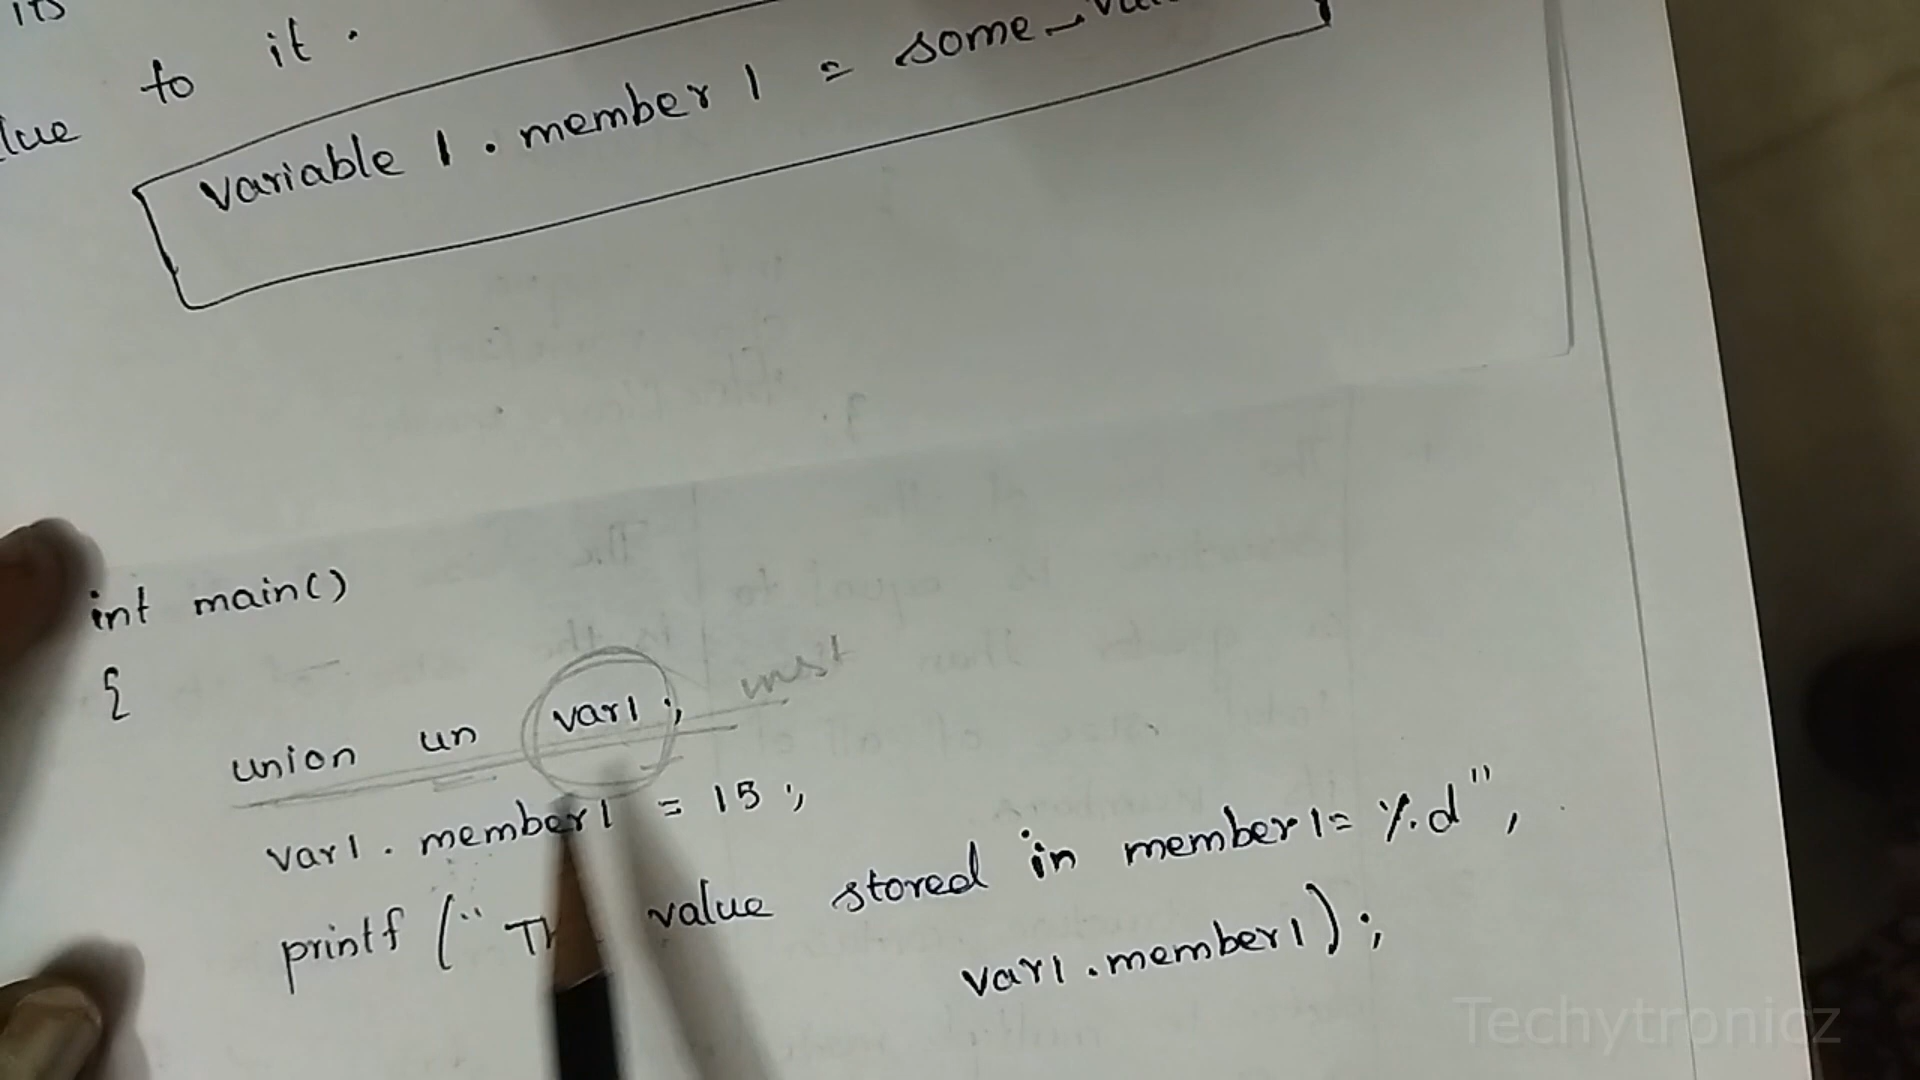 to it.
variable 1 . member 1 = some_
int main()
{
union un var1;
var1 . member1 = 15;
printf (" value stored in member1= %d",
var1 .member1);
Techytronicz